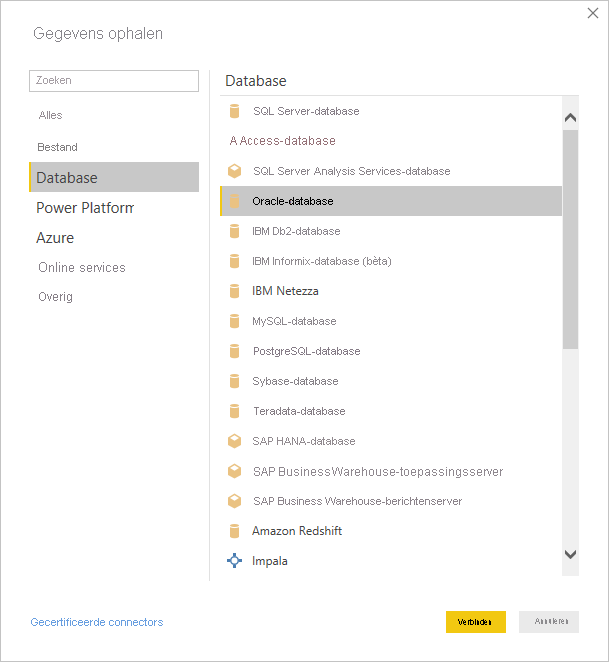 Gegevens ophalen
Zoeken
Alles
Bestand
Database
Power Platform
Azure
Online services
Overig
Database
SQL Server-database
A Access-database
SQL Server Analysis Services-database
Oracle-database
IBM Db2-database
IBM Informix-database (bèta)
IBM Netezza
MySQL-database
PostgreSQL-database
Sybase-database
Teradata-database
SAP HANA-database
SAP BusinessWarehouse-toepassingsserver
SAP Business Warehouse-berichtenserver
Amazon Redshift
Impala
Gecertificeerde connectors
Verbinden
Annuleren